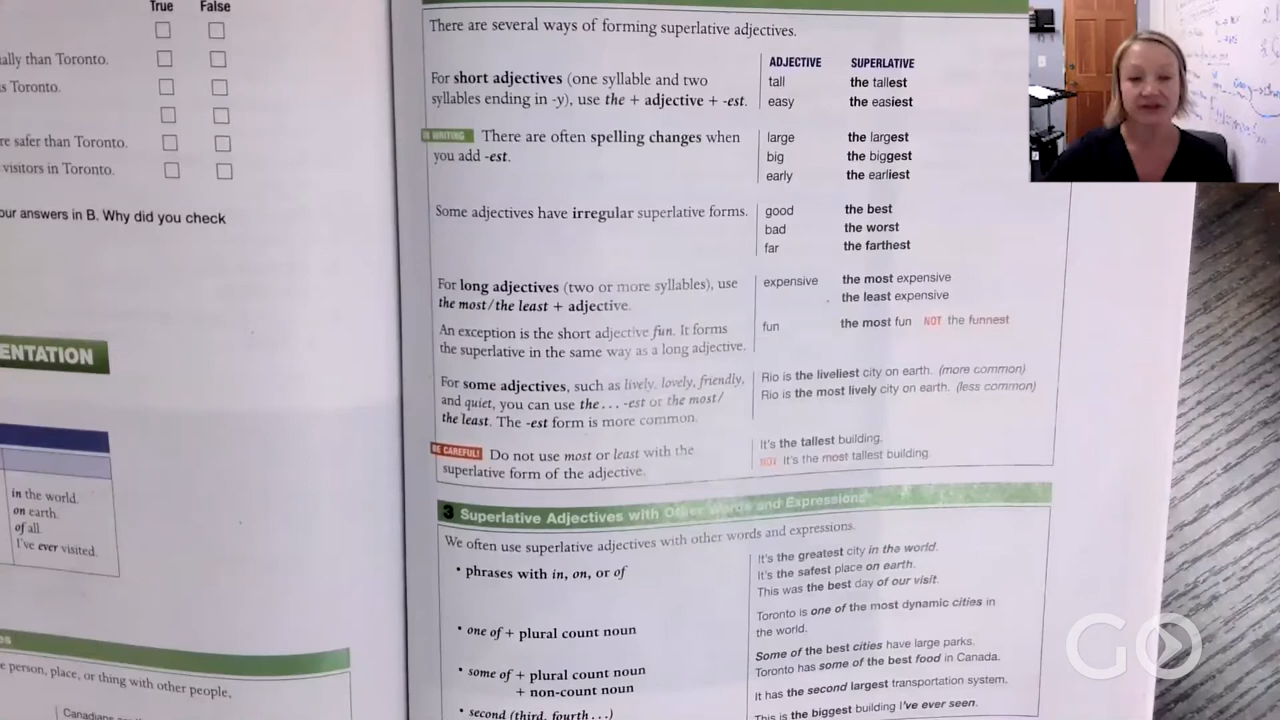 True False
ally than Toronto.
s Toronto.
re safer than Toronto.
visitors in Toronto.
our answers in B. Why did you check
ENTATION
in the world.
on earth.
of all.
I've ever visited.
es
e person, place, or thing with other people,
There are several ways of forming superlative adjectives.
ADJECTIVE SUPERLATIVE
For short adjectives (one syllable and two
syllables ending in -y), use the + adjective + -est.
tall the tallest
easy the easiest
IN WRITING There are often spelling changes when
you add -est.
large the largest
big the biggest
early the earliest
Some adjectives have irregular superlative forms.
good the best
bad the worst
far the farthest
For long adjectives (two or more syllables), use
the most/the least + adjective.
expensive the most expensive
the least expensive
An exception is the short adjective fun. It forms
the superlative in the same way as a long adjective.
fun the most fun NOT the funnest
For some adjectives, such as lively, lovely, friendly,
and quiet, you can use the... -est or the most/
the least. The -est form is more common.
Rio is the liveliest city on earth. (more common)
Rio is the most lively city on earth. (less common)
BE CAREFUL! Do not use most or least with the
superlative form of the adjective.
It's the tallest building.
NOT It's the most tallest building.
3 Superlative Adjectives with Other Words and Expressions
We often use superlative adjectives with other words and expressions.
• phrases with in, on, or of
It's the greatest city in the world.
It's the safest place on earth.
This was the best day of our visit.
• one of + plural count noun
Toronto is one of the most dynamic cities in
the world.
• some of + plural count noun
+ non-count noun
Some of the best cities have large parks.
Toronto has some of the best food in Canada.
• second (third, fourth...)
It has the second largest transportation system.
This is the biggest building I've ever seen.
GO